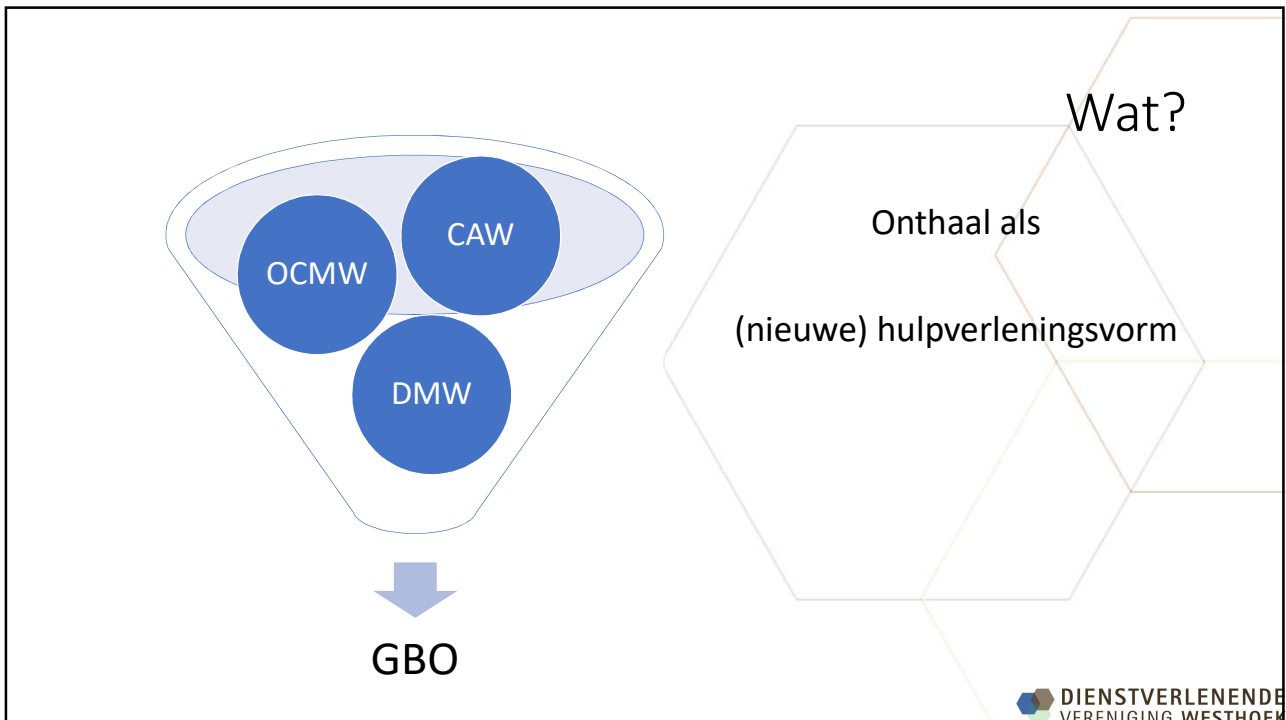 Wat?
CAW
OCMW
DMW
GBO
Onthaal als
(nieuwe) hulpverleningsvorm
DIENSTVERLENENDE
VERENIGING WESTHOEK